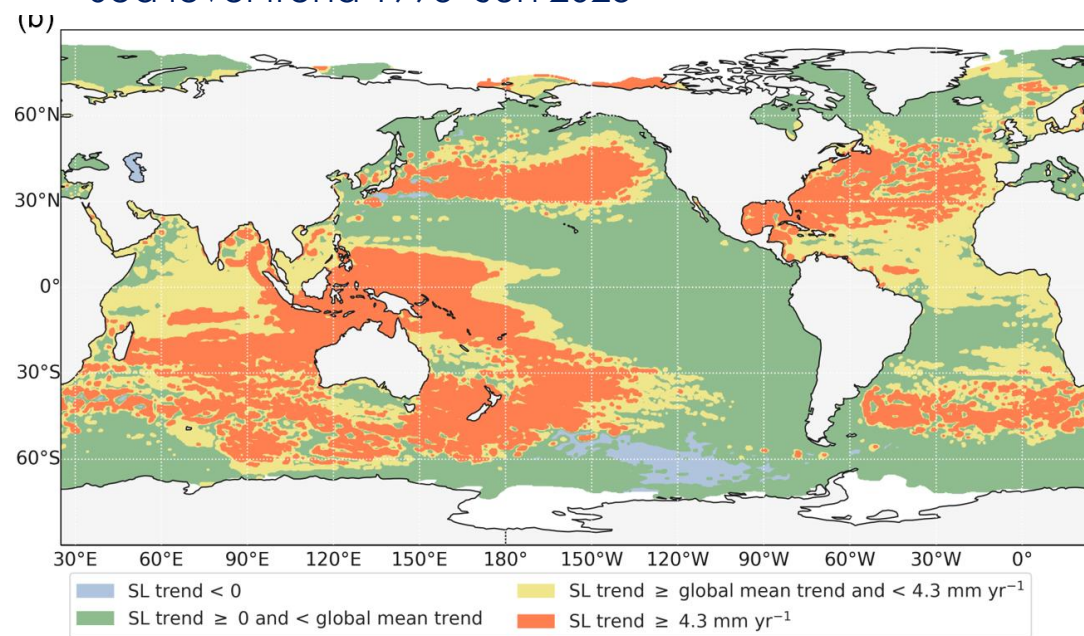 (b)
60°N
30°N
0°
30°S
60°S
30°E 60°E 90°E 120°E 150°E 180° 150°W 120°W 90°W 60°W 30°W 0°
SL trend < 0
SL trend ≥ 0 and < global mean trend
SL trend ≥ global mean trend and < 4.3 mm yr⁻¹
SL trend ≥ 4.3 mm yr⁻¹